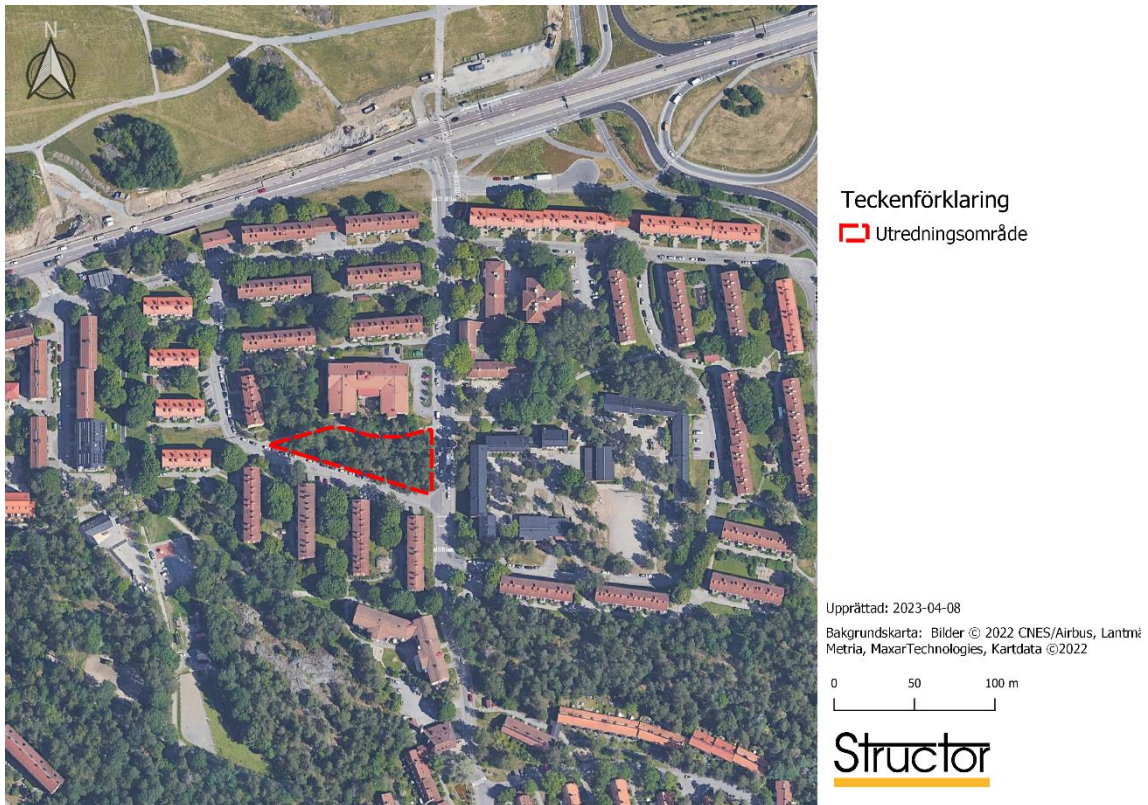 N
Teckenförklaring
Utredningsområde
Upprättad: 2023-04-08
Bakgrundskarta: Bilder © 2022 CNES/Airbus, Lantmä
Metria, MaxarTechnologies, Kartdata ©2022
0 50 100 m
Structor